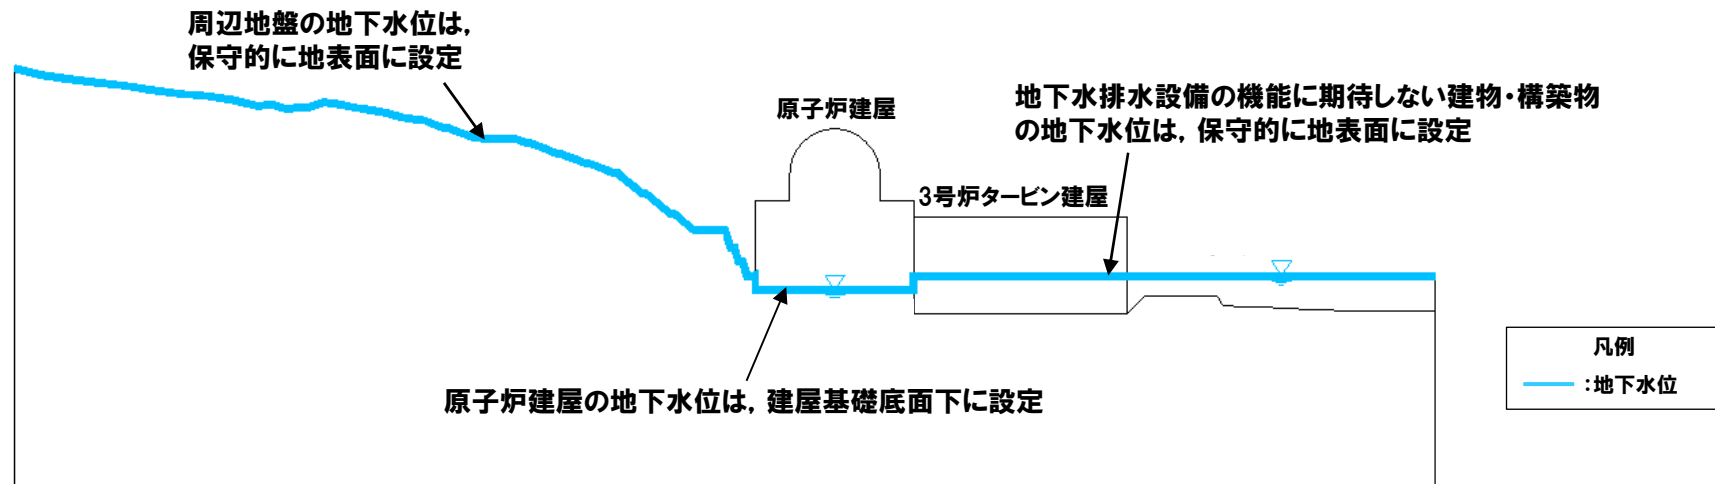 周辺地盤の地下水位は，
保守的に地表面に設定
原子炉建屋
地下水排水設備の機能に期待しない建物・構築物
の地下水位は，保守的に地表面に設定
3号炉タービン建屋
原子炉建屋の地下水位は，建屋基礎底面下に設定
凡例
：地下水位